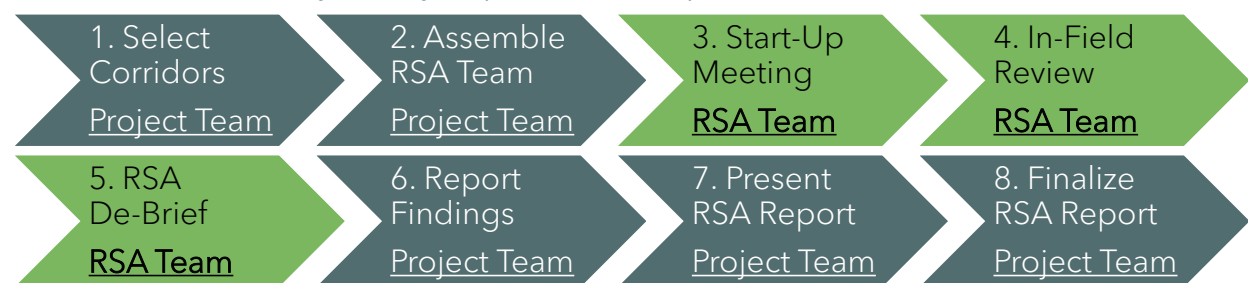 1. Select
Corridors
Project Team
2. Assemble
RSA Team
Project Team
3. Start-Up
Meeting
RSA Team
4. In-Field
Review
RSA Team
5. RSA
De-Brief
RSA Team
6. Report
Findings
Project Team
7. Present
RSA Report
Project Team
8. Finalize
RSA Report
Project Team